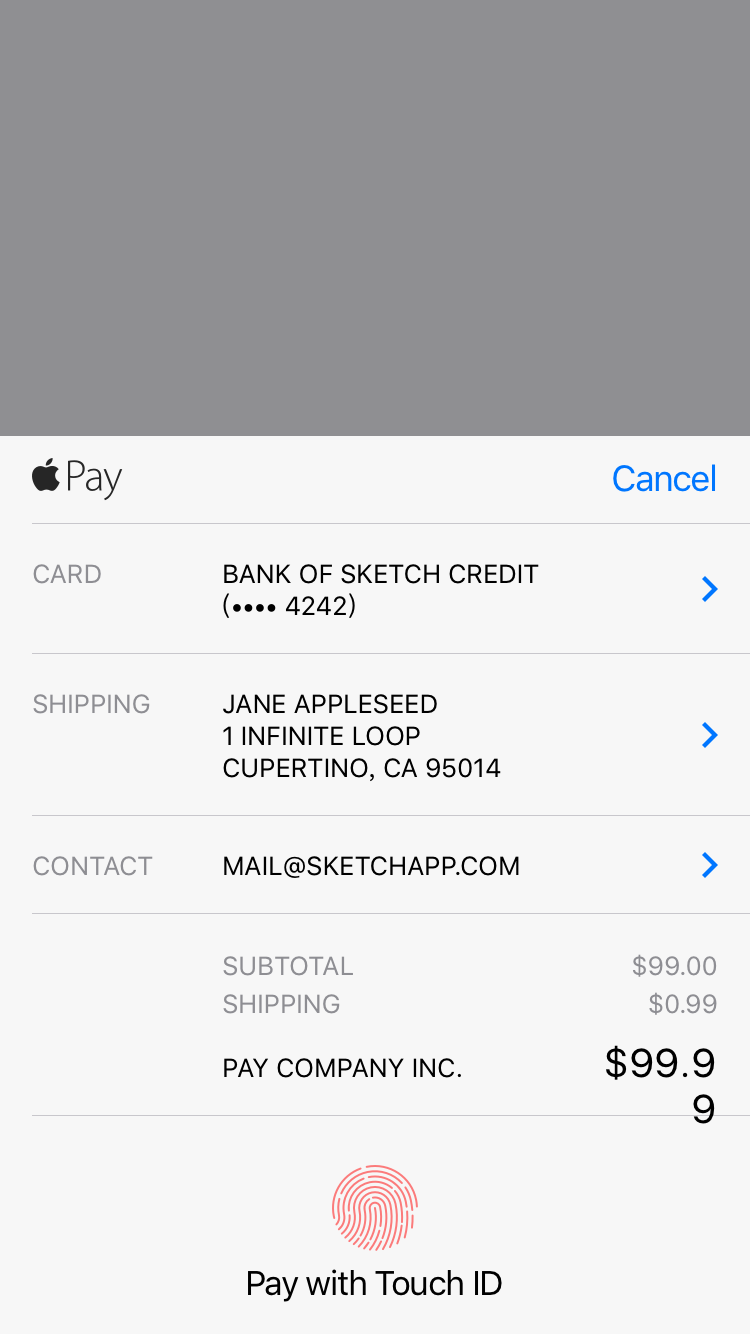 Pay Cancel
CARD BANK OF SKETCH CREDIT
(•••• 4242)
SHIPPING JANE APPLESEED
1 INFINITE LOOP
CUPERTINO, CA 95014
CONTACT MAIL@SKETCHAPP.COM
SUBTOTAL $99.00
SHIPPING $0.99
PAY COMPANY INC. $99.9
9
Pay with Touch ID